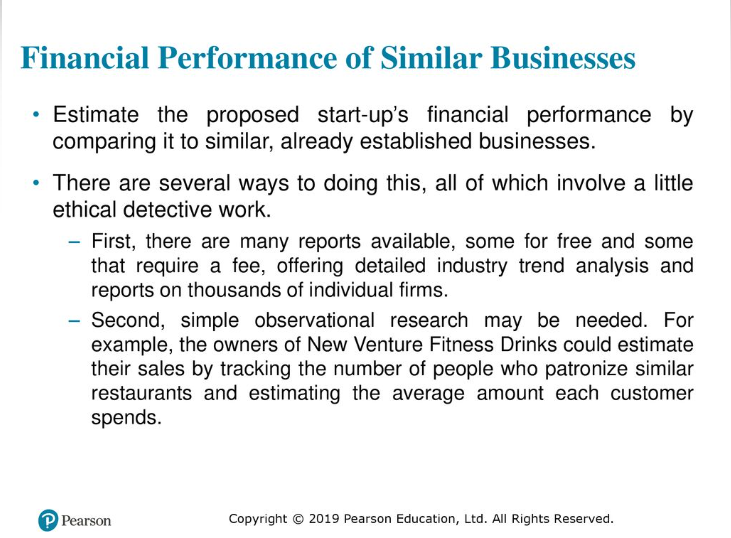 Financial Performance of Similar Businesses
• Estimate the proposed start-up’s financial performance by
comparing it to similar, already established businesses.
• There are several ways to doing this, all of which involve a little
ethical detective work.
– First, there are many reports available, some for free and some
that require a fee, offering detailed industry trend analysis and
reports on thousands of individual firms.
– Second, simple observational research may be needed. For
example, the owners of New Venture Fitness Drinks could estimate
their sales by tracking the number of people who patronize similar
restaurants and estimating the average amount each customer
spends.
P Pearson
Copyright © 2019 Pearson Education, Ltd. All Rights Reserved.